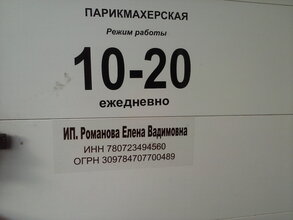 ПАРИКМАХЕРСКАЯ
Режим работы
10-20
ежедневно
ИП. Романова Елена Вадимовна
ИНН 780723494560
ОГРН 309784707700489